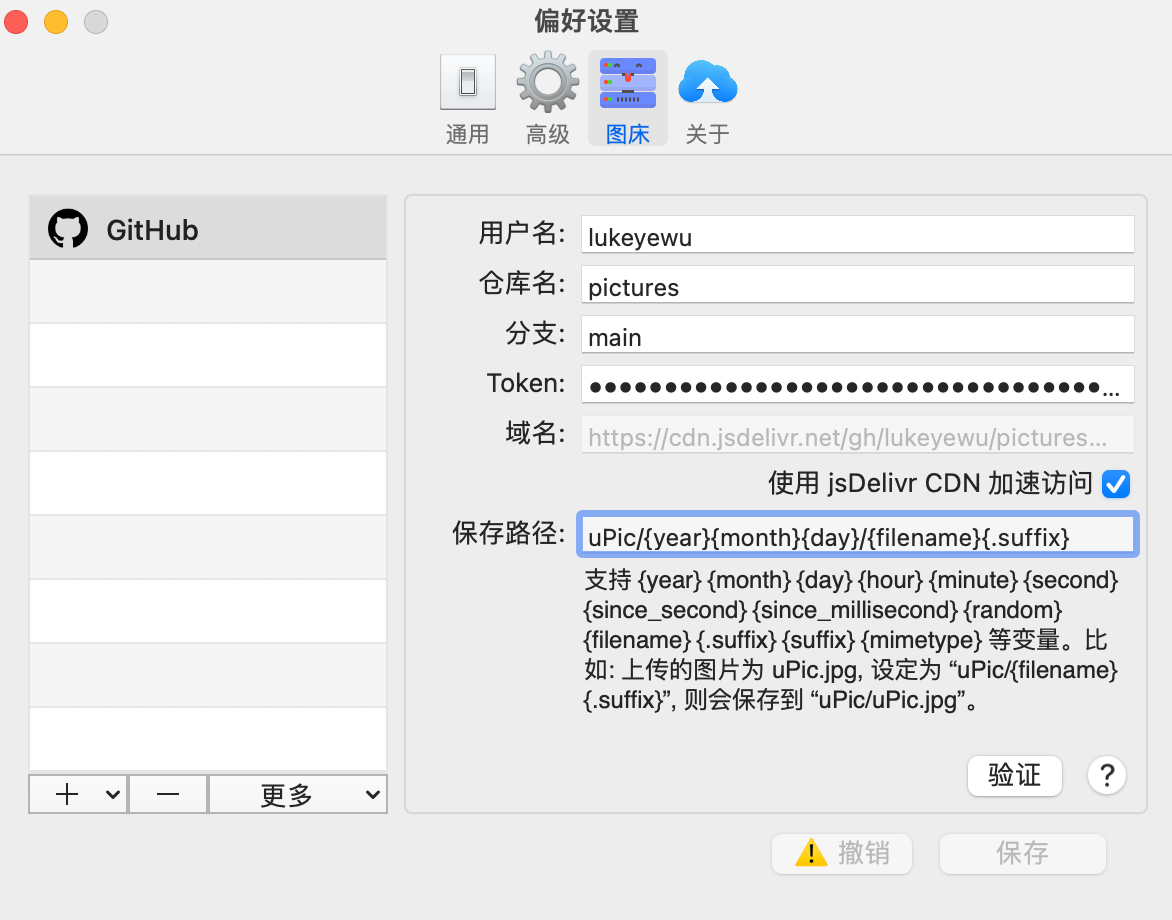 偏好设置
通用
高级
图床
关于
GitHub
用户名: lukeyewu
仓库名: pictures
分支: main
Token: ●●●●●●●●●●●●●●●●●●●●●●●●●●●●●●●●●●...
域名: https://cdn.jsdelivr.net/gh/lukeyewu/pictures...
使用 jsDelivr CDN 加速访问
保存路径: uPic/{year}{month}{day}/{filename}{.suffix}
支持 {year} {month} {day} {hour} {minute} {second}
{since_second} {since_millisecond} {random}
{filename} {.suffix} {suffix} {mimetype} 等变量。比
如: 上传的图片为 uPic.jpg, 设定为 “uPic/{filename}
{.suffix}”, 则会保存到 “uPic/uPic.jpg”。
验证
?
更多
撤销
保存